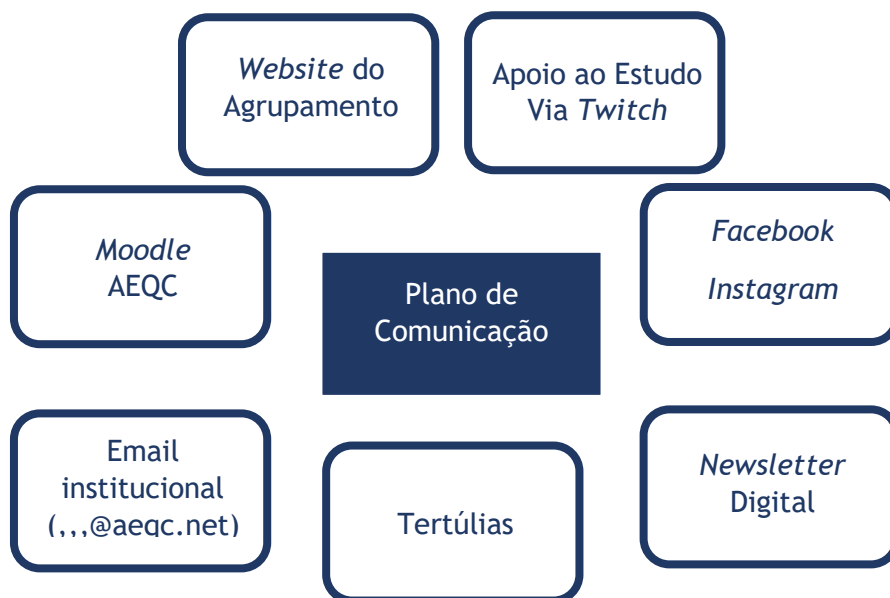 Website do
Agrupamento
Apoio ao Estudo
Via Twitch
Moodle
AEQC
Facebook
Instagram
Plano de
Comunicação
Email
institucional
(,,,@aeqc.net)
Tertúlias
Newsletter
Digital